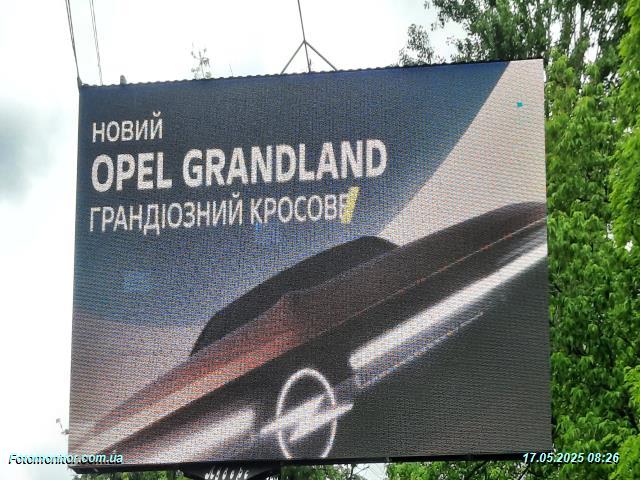 НОВИЙ
OPEL GRANDLAND
ГРАНДІОЗНИЙ КРОСОВЕ
Fotomonitor.com.ua
17.05.2025 08:26